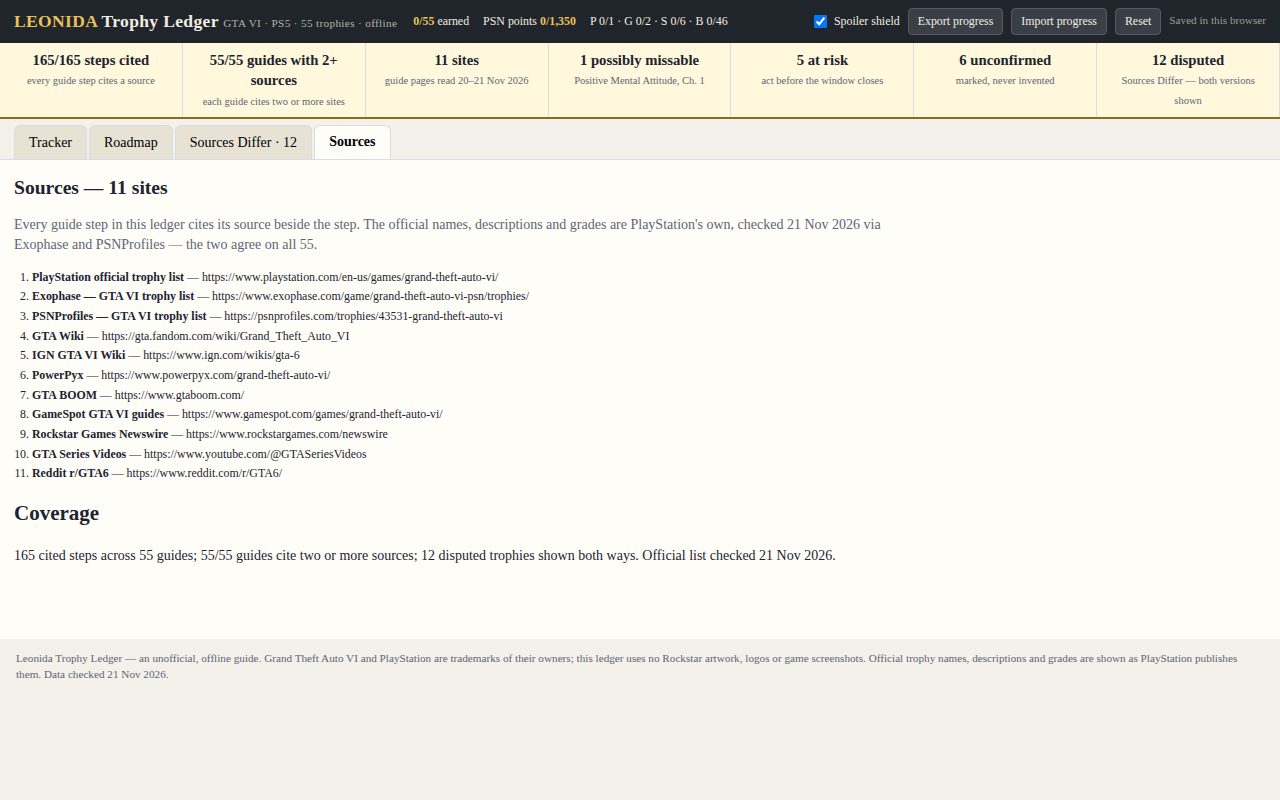 LEONIDA Trophy Ledger GTA VI · PS5 · 55 trophies · offline 0/55 earned PSN points 0/1,350 P 0/1 · G 0/2 · S 0/6 · B 0/46 Spoiler shield Export progress Import progress Reset Saved in this browser
165/165 steps cited
every guide step cites a source
55/55 guides with 2+
sources
each guide cites two or more sites
11 sites
guide pages read 20–21 Nov 2026
1 possibly missable
Positive Mental Attitude, Ch. 1
5 at risk
act before the window closes
6 unconfirmed
marked, never invented
12 disputed
Sources Differ — both versions
shown
Tracker Roadmap Sources Differ · 12 Sources
Sources — 11 sites
Every guide step in this ledger cites its source beside the step. The official names, descriptions and grades are PlayStation's own, checked 21 Nov 2026 via
Exophase and PSNProfiles — the two agree on all 55.
1. PlayStation official trophy list — https://www.playstation.com/en-us/games/grand-theft-auto-vi/
2. Exophase — GTA VI trophy list — https://www.exophase.com/game/grand-theft-auto-vi-psn/trophies/
3. PSNProfiles — GTA VI trophy list — https://psnprofiles.com/trophies/43531-grand-theft-auto-vi
4. GTA Wiki — https://gta.fandom.com/wiki/Grand_Theft_Auto_VI
5. IGN GTA VI Wiki — https://www.ign.com/wikis/gta-6
6. PowerPyx — https://www.powerpyx.com/grand-theft-auto-vi/
7. GTA BOOM — https://www.gtaboom.com/
8. GameSpot GTA VI guides — https://www.gamespot.com/games/grand-theft-auto-vi/
9. Rockstar Games Newswire — https://www.rockstargames.com/newswire
10. GTA Series Videos — https://www.youtube.com/@GTASeriesVideos
11. Reddit r/GTA6 — https://www.reddit.com/r/GTA6/
Coverage
165 cited steps across 55 guides; 55/55 guides cite two or more sources; 12 disputed trophies shown both ways. Official list checked 21 Nov 2026.
Leonida Trophy Ledger — an unofficial, offline guide. Grand Theft Auto VI and PlayStation are trademarks of their owners; this ledger uses no Rockstar artwork, logos or game screenshots. Official trophy names, descriptions and grades are shown as PlayStation publishes
them. Data checked 21 Nov 2026.